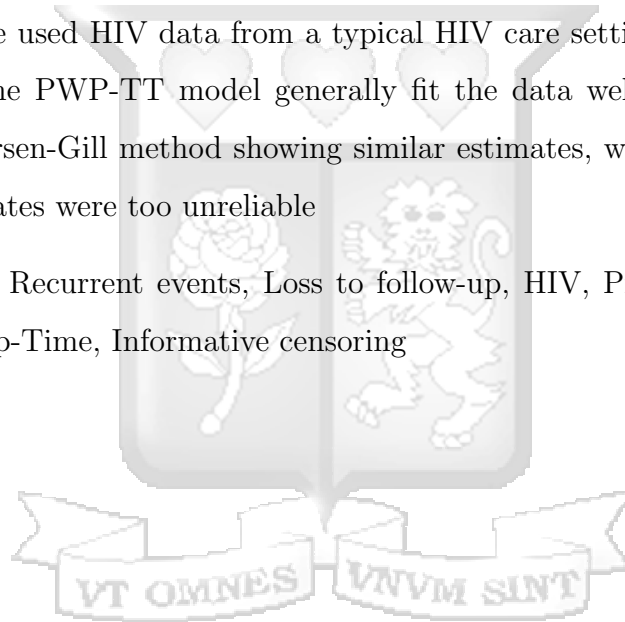 e used HIV data from a typical HIV care setti
ne PWP-TT model generally fit the data wel
rsen-Gill method showing similar estimates, w
ates were too unreliable
Recurrent events, Loss to follow-up, HIV, P
p-Time, Informative censoring
VT OMNES VNVM SINT